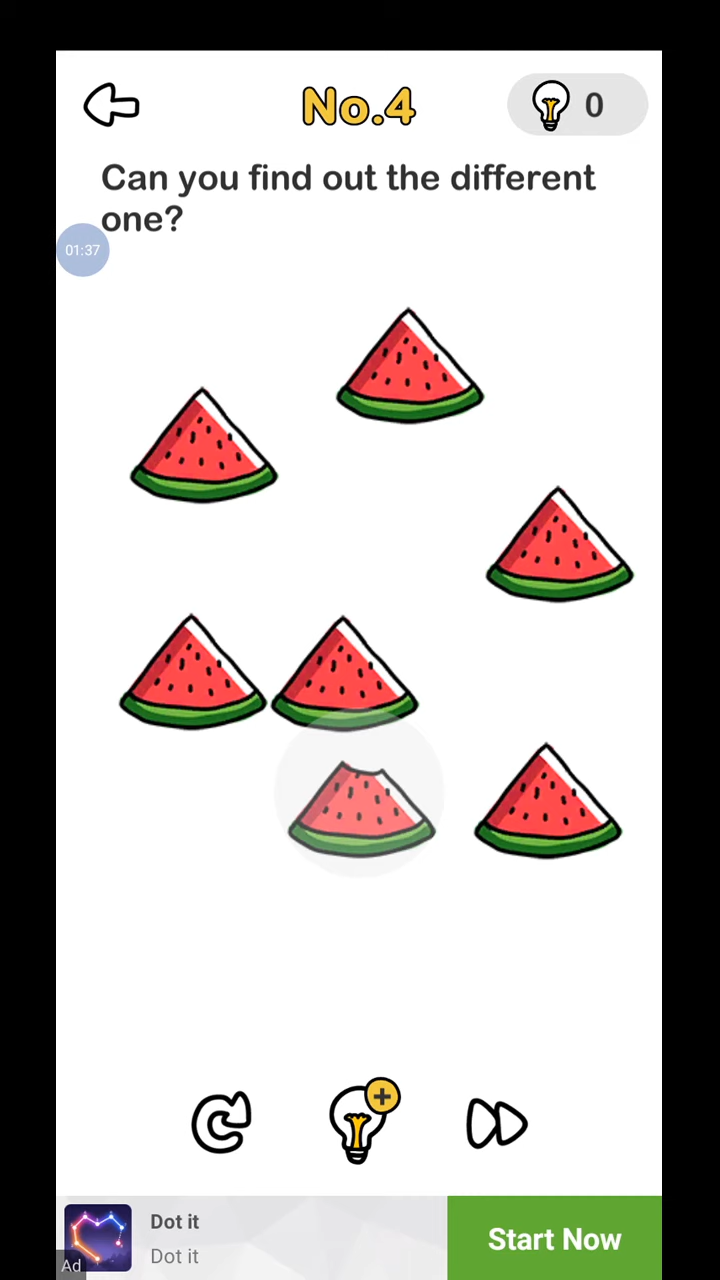 No.4
0
Can you find out the different
one?
01:37
Dot it
Dot it
Start Now
Ad